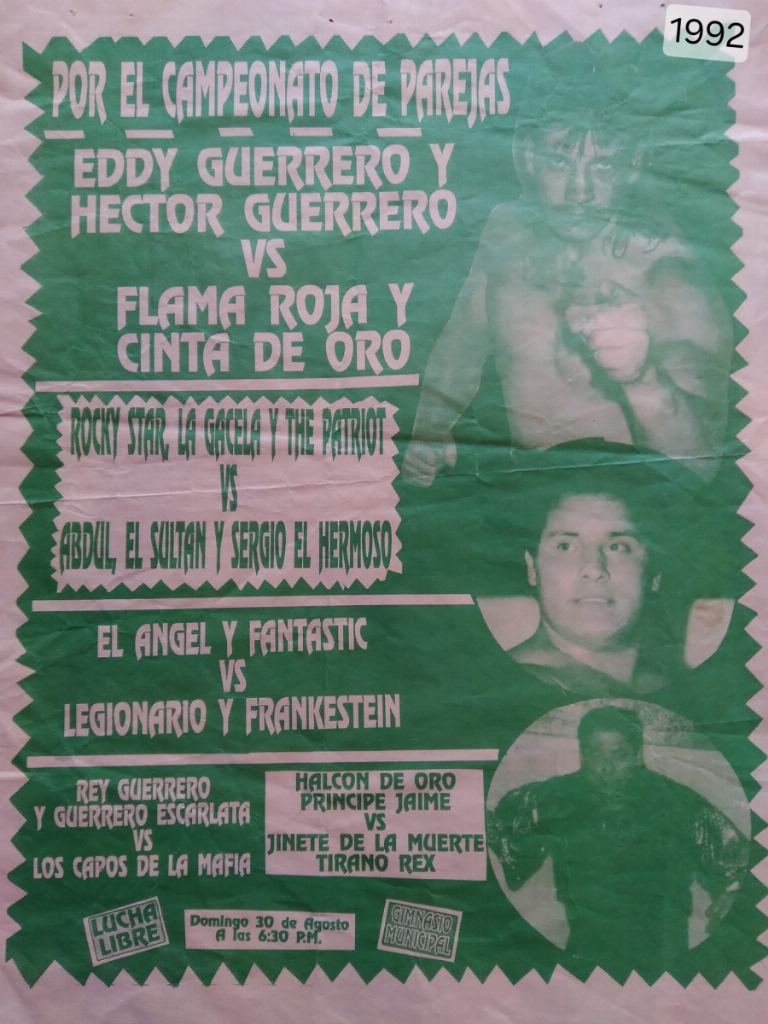 1992
POR EL CAMPEONATO DE PAREJAS
EDDY GUERRERO Y
HECTOR GUERRERO
VS
FLAMA ROJA Y
CINTA DE ORO
ROCKY STAR, LA GACELA Y THE PATRIOT
VS
ABDUL, EL SULTAN Y SERGIO EL HERMOSO
EL ANGEL Y FANTASTIC
VS
LEGIONARIO Y FRANKESTEIN
REY GUERRERO
Y GUERRERO ESCARLATA
VS
LOS CAPOS DE LA MAFIA
HALCON DE ORO
PRINCIPE JAIME
VS
JINETE DE LA MUERTE
TIRANO REX
LUCHA
LIBRE
Domingo 30 de Agosto
A las 6:30 P.M.
GIMNASIO
MUNICIPAL